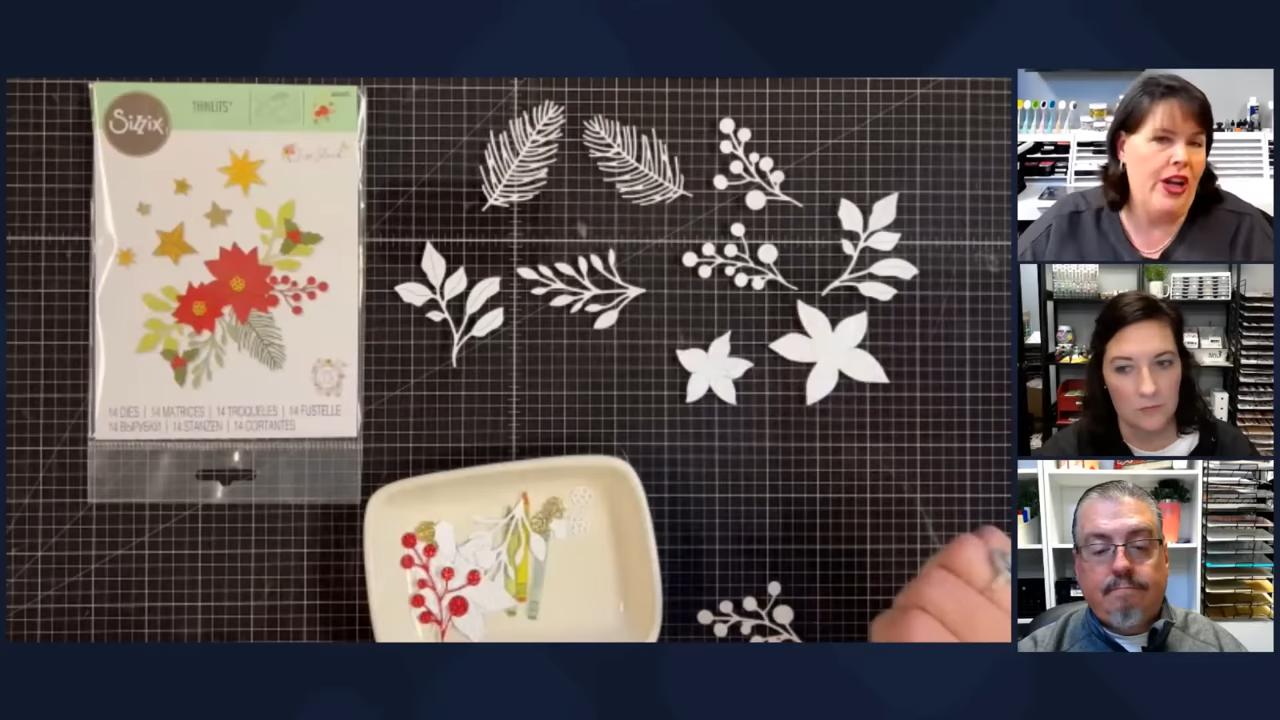 Sizzix
THINLITS
14 DIES | 14 MATRICES | 14 TROQUELES | 14 FUSTELLE
14 ВЫРУБКИ | 14 STANZEN | 14 CORTANTES